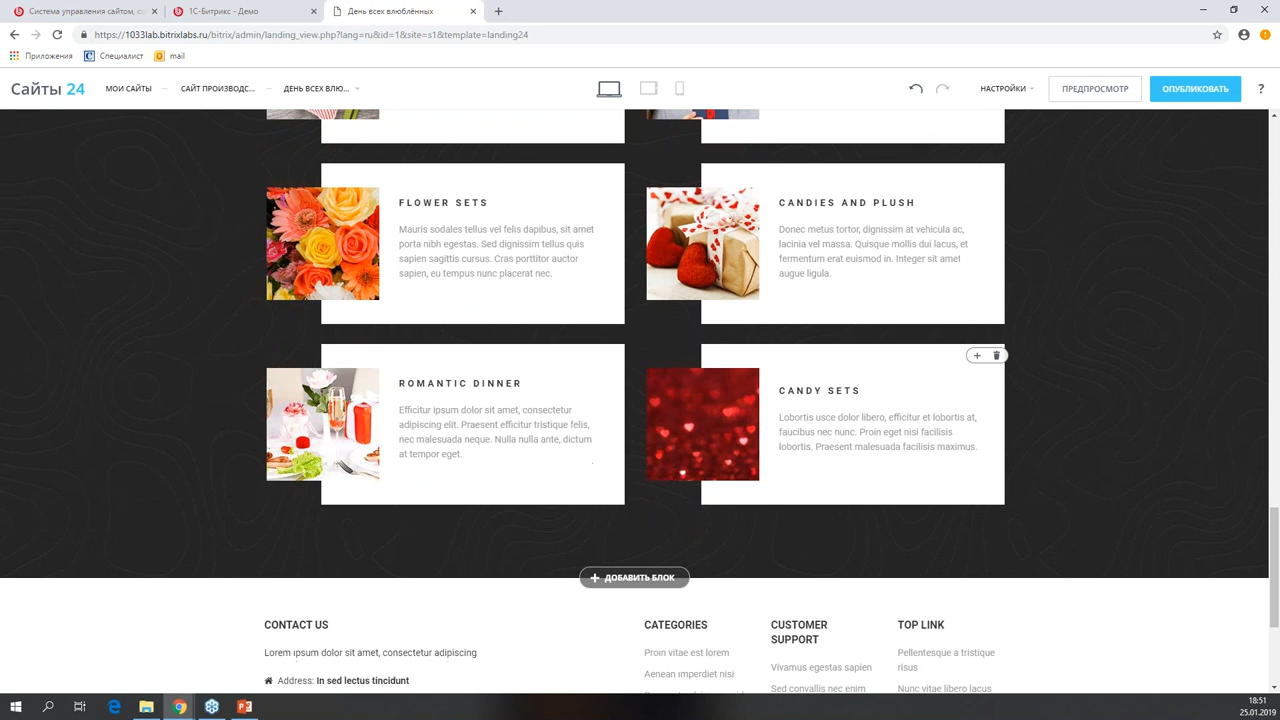 Система управления сайтом, со
1С-Битрикс - Демо
День всех влюблённых
https://1033lab.bitrixlabs.ru/bitrix/admin/landing_view.php?lang=ru&id=1&site=s1&template=landing24
Приложения
Специалист
mail
Сайты 24
МОИ САЙТЫ
САЙТ ПРОИЗВОДС...
ДЕНЬ ВСЕХ ВЛЮ...
НАСТРОЙКИ
ПРЕДПРОСМОТР
ОПУБЛИКОВАТЬ
?
FLOWER SETS
Mauris sodales tellus vel felis dapibus, sit amet
porta nibh egestas. Sed dignissim tellus quis
sapien sagittis cursus. Cras porttitor auctor
sapien, eu tempus nunc placerat nec.
CANDIES AND PLUSH
Donec metus tortor, dignissim at vehicula ac,
lacinia vel massa. Quisque mollis dui lacus, et
fermentum erat euismod in. Integer sit amet
augue ligula.
ROMANTIC DINNER
Efficitur ipsum dolor sit amet, consectetur
adipiscing elit. Praesent efficitur tristique felis,
nec malesuada neque. Nulla nulla ante, dictum
at tempor eget.
CANDY SETS
Lobortis usce dolor libero, efficitur et lobortis at,
faucibus nec nunc. Proin eget nisi facilisis
lobortis. Praesent malesuada facilisis maximus.
ДОБАВИТЬ БЛОК
CONTACT US
Lorem ipsum dolor sit amet, consectetur adipiscing
Address: In sed lectus tincidunt
CATEGORIES
Proin vitae est lorem
Aenean imperdiet nisi
CUSTOMER
SUPPORT
Vivamus egestas sapien
Sed convallis nec enim
TOP LINK
Pellentesque a tristique
risus
Nunc vitae libero lacus
18:51
25.01.2019